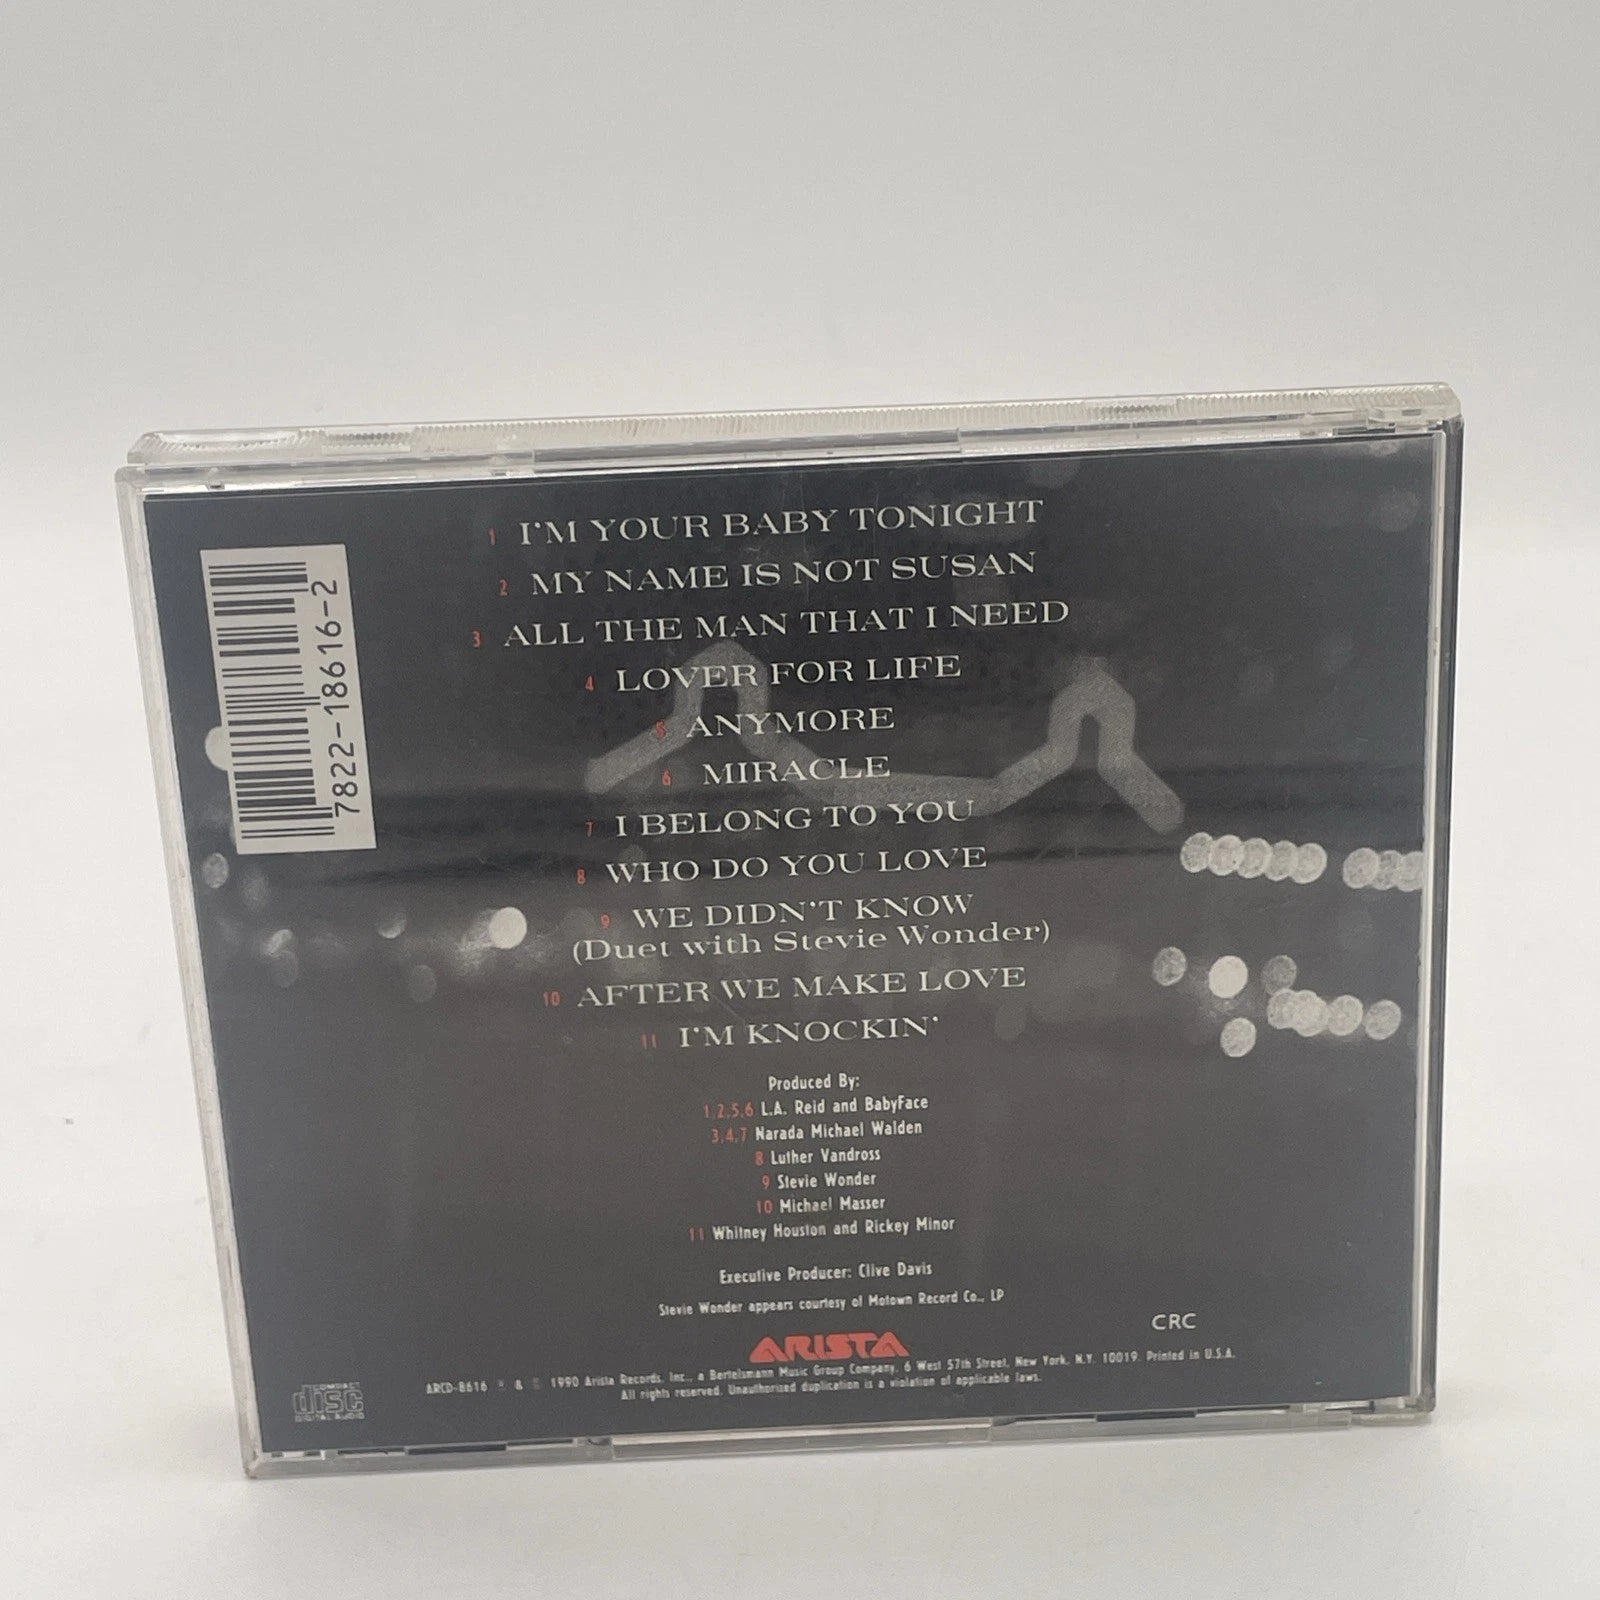 1 I'M YOUR BABY TONIGHT
2 MY NAME IS NOT SUSAN
3 ALL THE MAN THAT I NEED
4 LOVER FOR LIFE
5 ANYMORE
6 MIRACLE
7 I BELONG TO YOU
8 WHO DO YOU LOVE
9 WE DIDN'T KNOW
(Duet with Stevie Wonder)
10 AFTER WE MAKE LOVE
11 I'M KNOCKIN'
7822-18616-2
Produced By:
1,2,5,6 L.A. Reid and BabyFace
3,4,7 Narada Michael Walden
8 Luther Vandross
9 Stevie Wonder
10 Michael Masser
11 Whitney Houston and Rickey Minor
Executive Producer: Clive Davis
Stevie Wonder appears courtesy of Motown Record Co., LP
CRC
ARISTA
COMPACT
disc
DIGITAL AUDIO
ARCD-8616 ℗ & © 1990 Arista Records, Inc., a Bertelsmann Music Group Company, 6 West 57th Street, New York, N.Y. 10019. Printed in U.S.A.
All rights reserved. Unauthorized duplication is a violation of applicable laws.